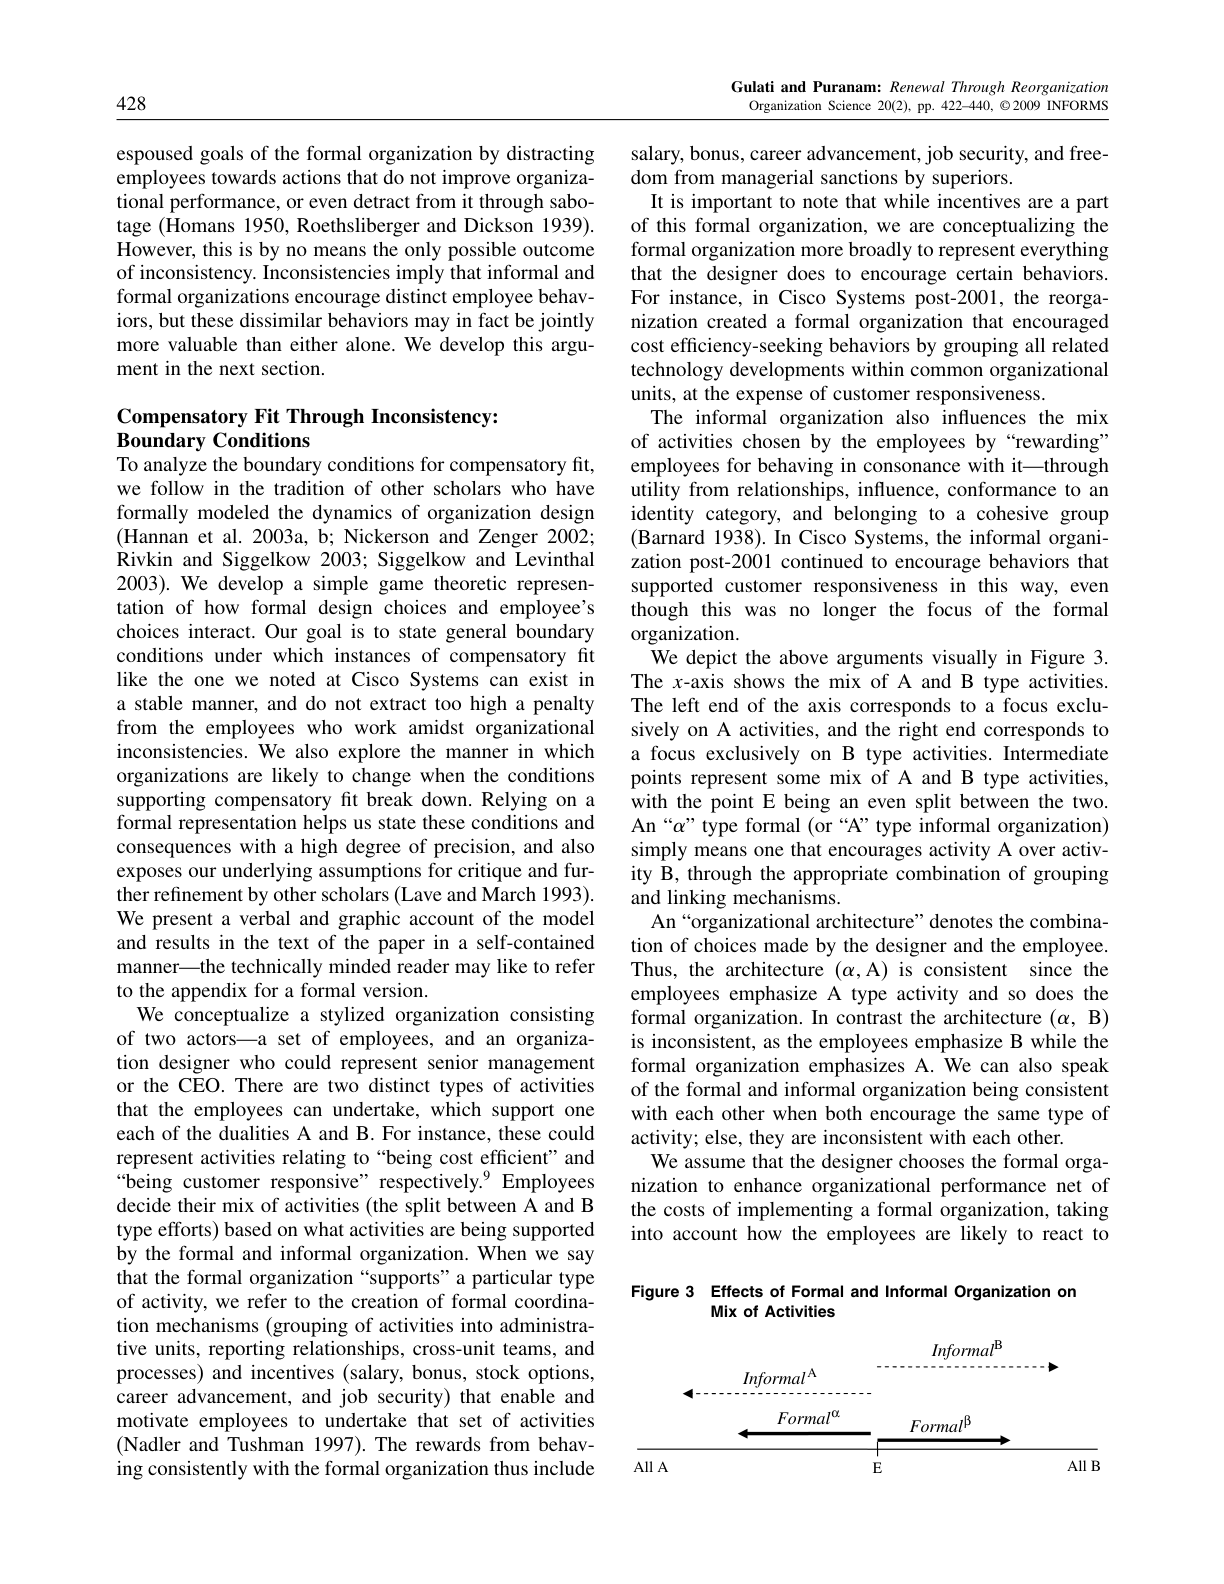 428
Gulati and Puranam: Renewal Through Reorganization
Organization Science 20(2), pp. 422–440, © 2009 INFORMS
espoused goals of the formal organization by distracting
employees towards actions that do not improve organiza-
tional performance, or even detract from it through sabo-
tage (Homans 1950, Roethsliberger and Dickson 1939).
However, this is by no means the only possible outcome
of inconsistency. Inconsistencies imply that informal and
formal organizations encourage distinct employee behav-
iors, but these dissimilar behaviors may in fact be jointly
more valuable than either alone. We develop this argu-
ment in the next section.
Compensatory Fit Through Inconsistency:
Boundary Conditions
To analyze the boundary conditions for compensatory fit,
we follow in the tradition of other scholars who have
formally modeled the dynamics of organization design
(Hannan et al. 2003a, b; Nickerson and Zenger 2002;
Rivkin and Siggelkow 2003; Siggelkow and Levinthal
2003). We develop a simple game theoretic represen-
tation of how formal design choices and employee's
choices interact. Our goal is to state general boundary
conditions under which instances of compensatory fit
like the one we noted at Cisco Systems can exist in
a stable manner, and do not extract too high a penalty
from the employees who work amidst organizational
inconsistencies. We also explore the manner in which
organizations are likely to change when the conditions
supporting compensatory fit break down. Relying on a
formal representation helps us state these conditions and
consequences with a high degree of precision, and also
exposes our underlying assumptions for critique and fur-
ther refinement by other scholars (Lave and March 1993).
We present a verbal and graphic account of the model
and results in the text of the paper in a self-contained
manner—the technically minded reader may like to refer
to the appendix for a formal version.
We conceptualize a stylized organization consisting
of two actors—a set of employees, and an organiza-
tion designer who could represent senior management
or the CEO. There are two distinct types of activities
that the employees can undertake, which support one
each of the dualities A and B. For instance, these could
represent activities relating to “being cost efficient” and
“being customer responsive” respectively.⁹ Employees
decide their mix of activities (the split between A and B
type efforts) based on what activities are being supported
by the formal and informal organization. When we say
that the formal organization “supports” a particular type
of activity, we refer to the creation of formal coordina-
tion mechanisms (grouping of activities into administra-
tive units, reporting relationships, cross-unit teams, and
processes) and incentives (salary, bonus, stock options,
career advancement, and job security) that enable and
motivate employees to undertake that set of activities
(Nadler and Tushman 1997). The rewards from behav-
ing consistently with the formal organization thus include
salary, bonus, career advancement, job security, and free-
dom from managerial sanctions by superiors.
It is important to note that while incentives are a part
of this formal organization, we are conceptualizing the
formal organization more broadly to represent everything
that the designer does to encourage certain behaviors.
For instance, in Cisco Systems post-2001, the reorga-
nization created a formal organization that encouraged
cost efficiency-seeking behaviors by grouping all related
technology developments within common organizational
units, at the expense of customer responsiveness.
The informal organization also influences the mix
of activities chosen by the employees by “rewarding”
employees for behaving in consonance with it—through
utility from relationships, influence, conformance to an
identity category, and belonging to a cohesive group
(Barnard 1938). In Cisco Systems, the informal organi-
zation post-2001 continued to encourage behaviors that
supported customer responsiveness in this way, even
though this was no longer the focus of the formal
organization.
We depict the above arguments visually in Figure 3.
The x-axis shows the mix of A and B type activities.
The left end of the axis corresponds to a focus exclu-
sively on A activities, and the right end corresponds to
a focus exclusively on B type activities. Intermediate
points represent some mix of A and B type activities,
with the point E being an even split between the two.
An “α” type formal (or “A” type informal organization)
simply means one that encourages activity A over activ-
ity B, through the appropriate combination of grouping
and linking mechanisms.
An “organizational architecture” denotes the combina-
tion of choices made by the designer and the employee.
Thus, the architecture (α, A) is consistent since the
employees emphasize A type activity and so does the
formal organization. In contrast the architecture (α, B)
is inconsistent, as the employees emphasize B while the
formal organization emphasizes A. We can also speak
of the formal and informal organization being consistent
with each other when both encourage the same type of
activity; else, they are inconsistent with each other.
We assume that the designer chooses the formal orga-
nization to enhance organizational performance net of
the costs of implementing a formal organization, taking
into account how the employees are likely to react to
Figure 3 Effects of Formal and Informal Organization on
Mix of Activities
Informal^B
Informal^A
Formal^α
Formal^β
All A
E
All B